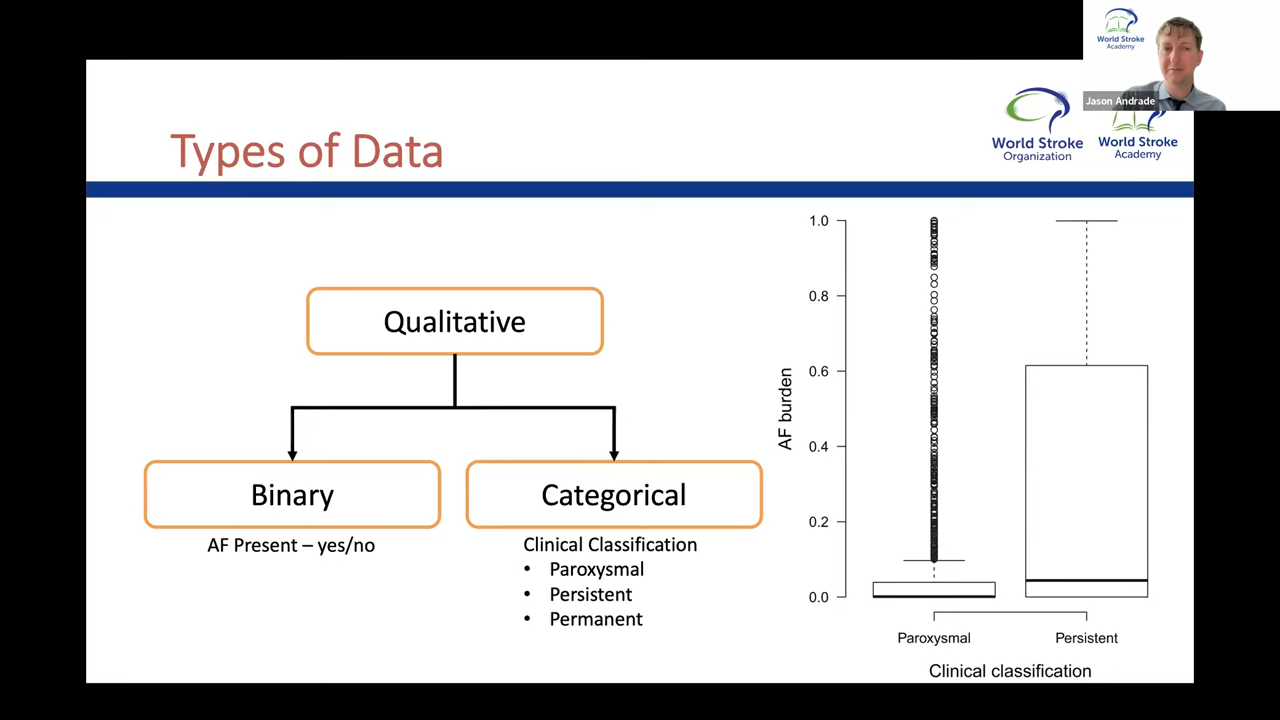 World Stroke
Academy
Jason Andrade
World Stroke
Organization
World Stroke
Academy
Types of Data
Qualitative
Binary
Categorical
AF Present – yes/no
Clinical Classification
• Paroxysmal
• Persistent
• Permanent
1.0
0.8
0.6
0.4
0.2
0.0
AF burden
Paroxysmal
Persistent
Clinical classification